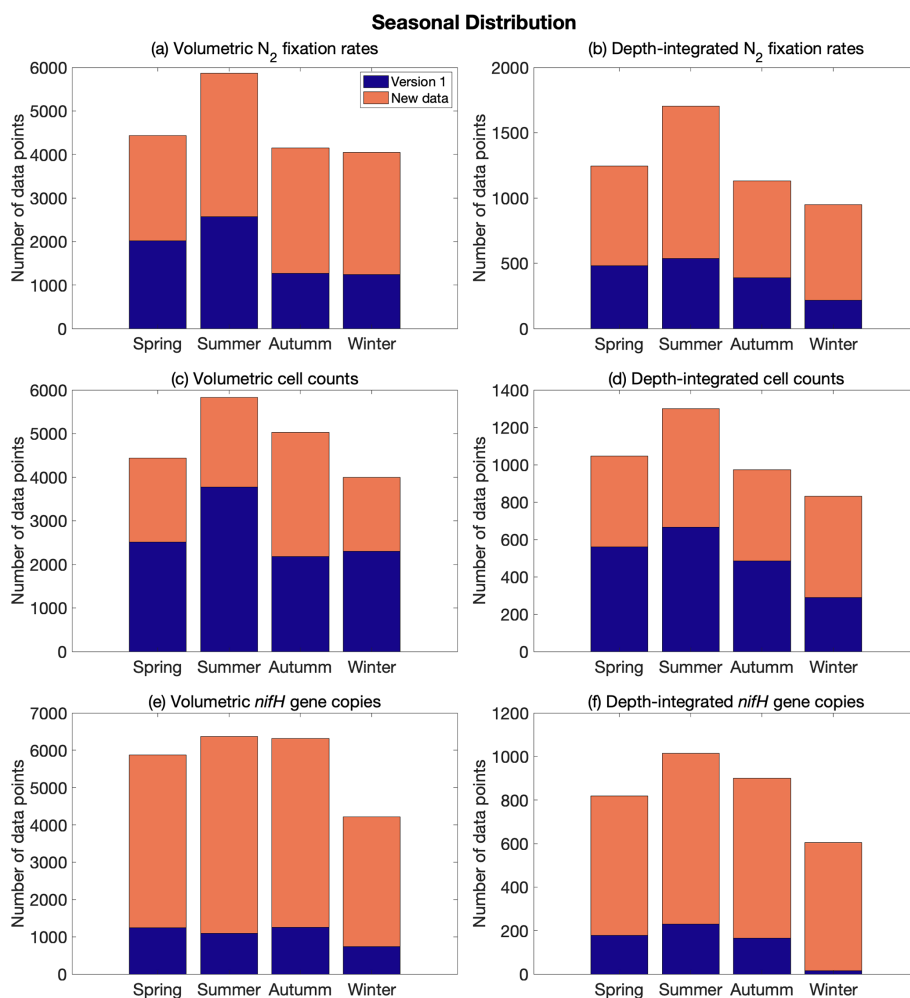 Seasonal Distribution
(a) Volumetric N2 fixation rates
Number of data points
6000
5000
4000
3000
2000
1000
0
Version 1
New data
Spring Summer Autumm Winter
(b) Depth-integrated N2 fixation rates
Number of data points
2000
1500
1000
500
0
Spring Summer Autumm Winter
(c) Volumetric cell counts
Number of data points
6000
5000
4000
3000
2000
1000
0
Spring Summer Autumm Winter
(d) Depth-integrated cell counts
Number of data points
1400
1200
1000
800
600
400
200
0
Spring Summer Autumm Winter
(e) Volumetric nifH gene copies
Number of data points
7000
6000
5000
4000
3000
2000
1000
0
Spring Summer Autumm Winter
(f) Depth-integrated nifH gene copies
Number of data points
1200
1000
800
600
400
200
0
Spring Summer Autumm Winter